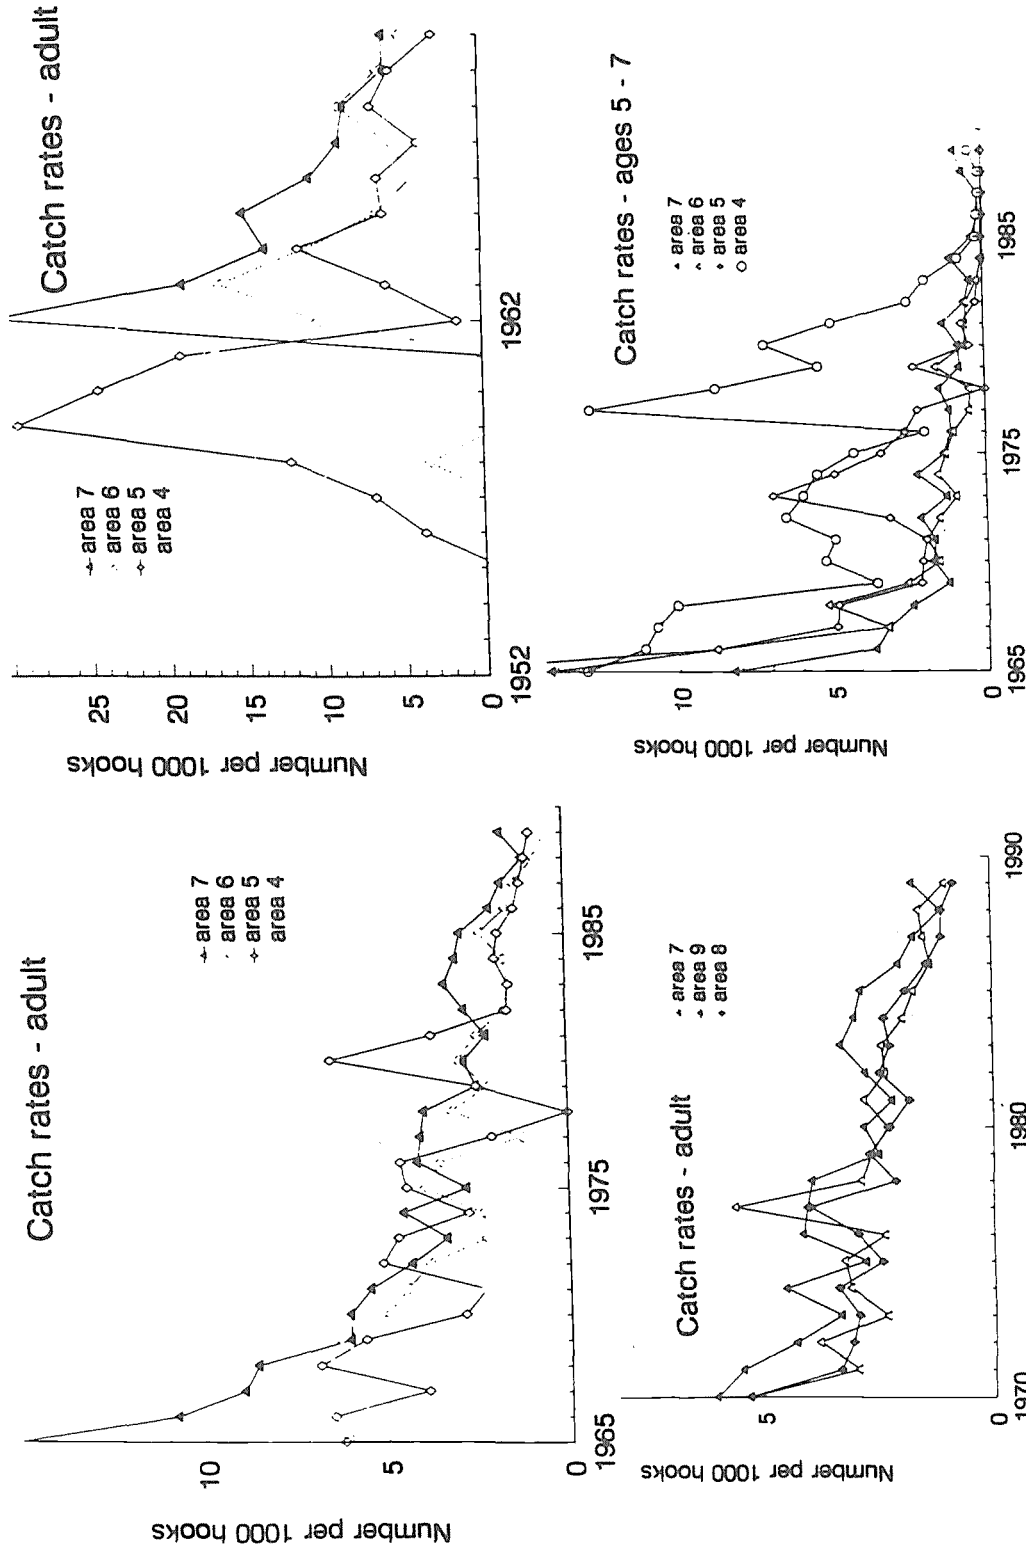 Catch rates - adult
area 7
area 6
area 5
area 4
Number per 1000 hooks
10
5
0
1965
1975
1985
Catch rates - adult
area 7
area 6
area 5
area 4
Number per 1000 hooks
25
20
15
10
5
0
1952
1962
Catch rates - adult
area 7
area 9
area 8
Number per 1000 hooks
5
0
1970
1980
1990
Catch rates - ages 5 - 7
area 7
area 6
area 5
area 4
Number per 1000 hooks
10
5
0
1965
1975
1985